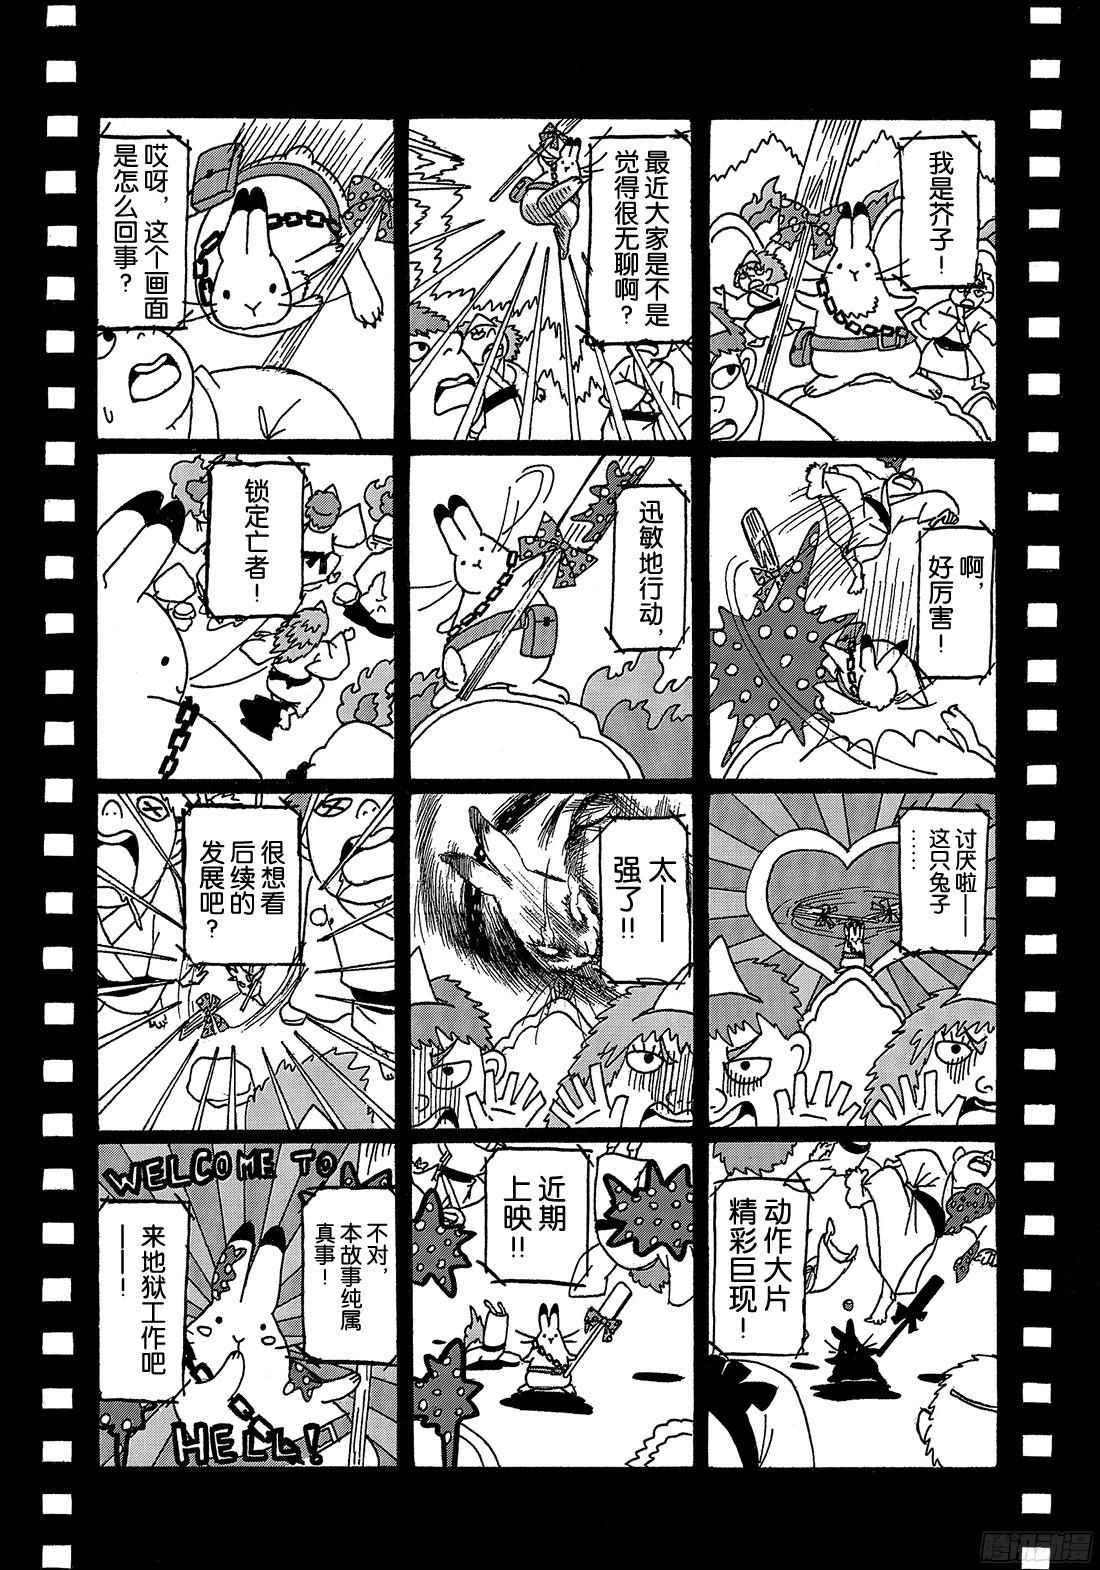 我是芥子！
最近大家是不是
觉得很无聊啊？
哎呀，这个画面
是怎么回事？
啊，
好厉害！
迅敏地行动，
锁定亡者！
讨厌啦——
这只兔子
……
太——
强了!!
很想看
后续的
发展吧？
动作大片
精彩巨现！
近期
上映!!
WELCOME TO
不对，
本故事纯属
真事！
来地狱工作吧
——！
HELL!
腾讯动漫